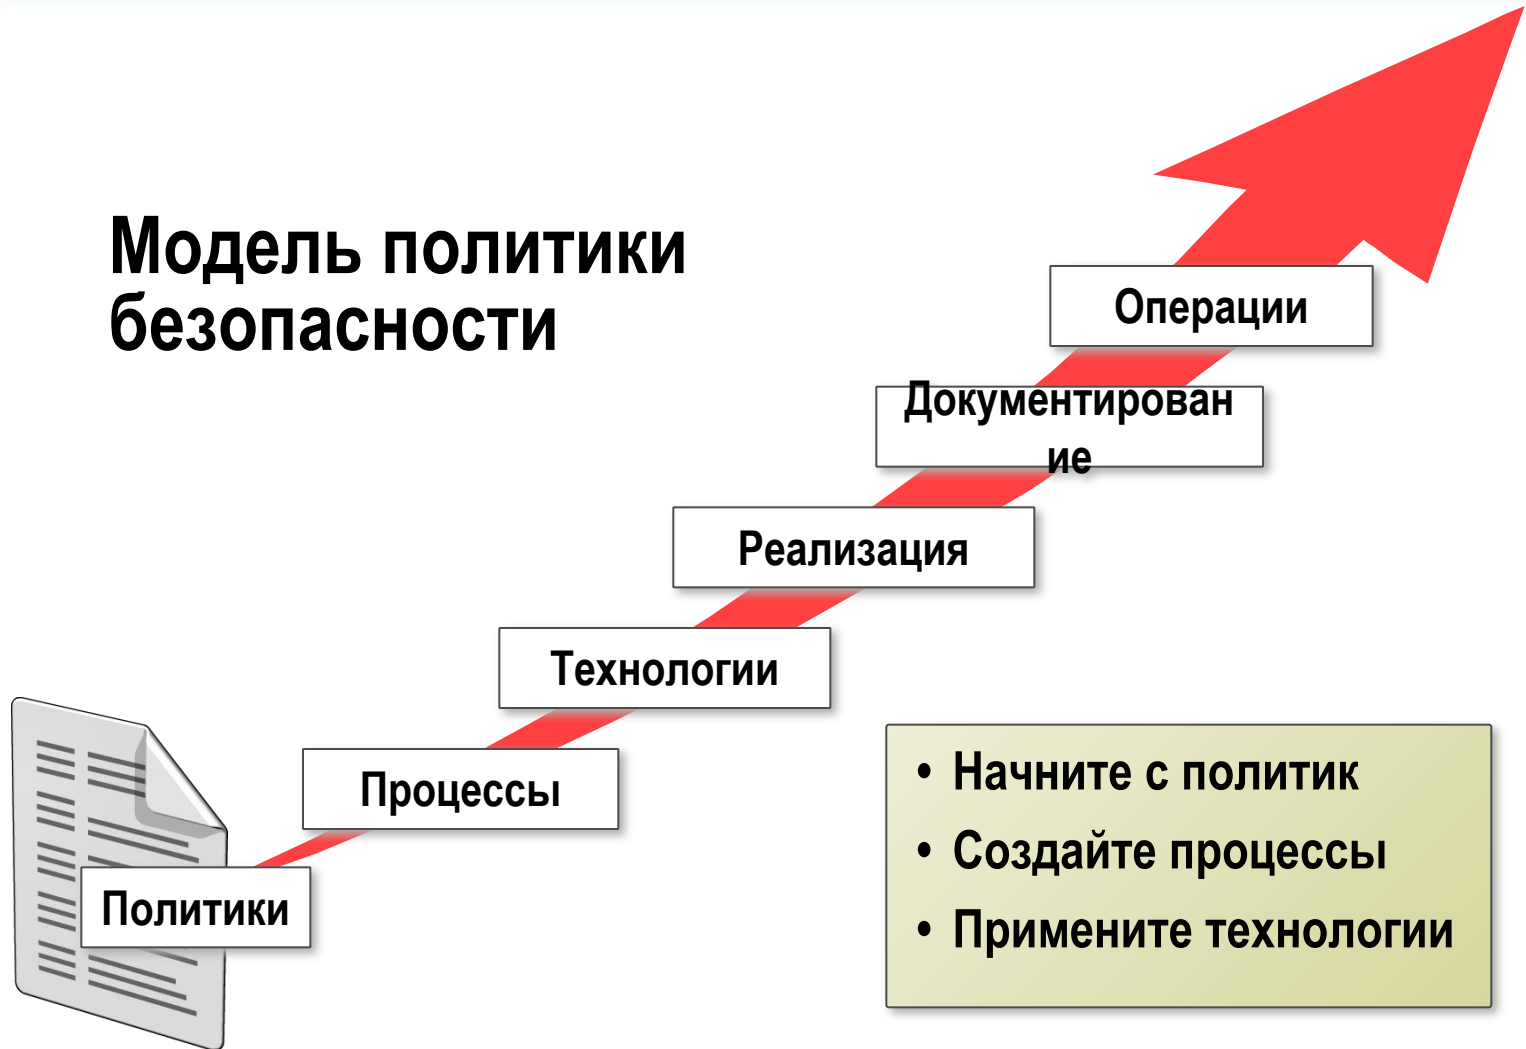 Модель политики
безопасности
Операции
Документирован
ие
Реализация
Технологии
Процессы
Политики
• Начните с политик
• Создайте процессы
• Примените технологии